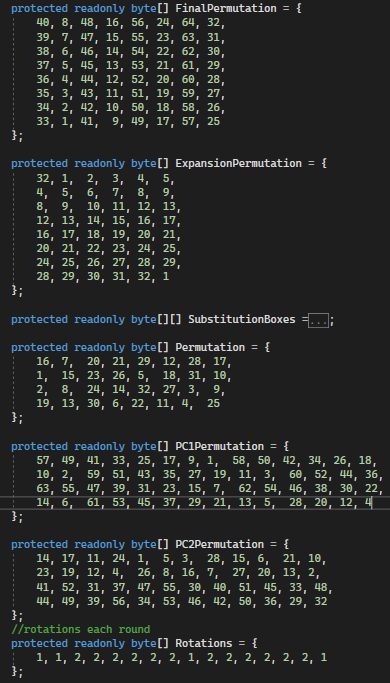 protected readonly byte[] FinalPermutation = {
40, 8, 48, 16, 56, 24, 64, 32,
39, 7, 47, 15, 55, 23, 63, 31,
38, 6, 46, 14, 54, 22, 62, 30,
37, 5, 45, 13, 53, 21, 61, 29,
36, 4, 44, 12, 52, 20, 60, 28,
35, 3, 43, 11, 51, 19, 59, 27,
34, 2, 42, 10, 50, 18, 58, 26,
33, 1, 41, 9, 49, 17, 57, 25
};
protected readonly byte[] ExpansionPermutation = {
32, 1, 2, 3, 4, 5,
4, 5, 6, 7, 8, 9,
8, 9, 10, 11, 12, 13,
12, 13, 14, 15, 16, 17,
16, 17, 18, 19, 20, 21,
20, 21, 22, 23, 24, 25,
24, 25, 26, 27, 28, 29,
28, 29, 30, 31, 32, 1
};
protected readonly byte[][] SubstitutionBoxes =...;
protected readonly byte[] Permutation = {
16, 7, 20, 21, 29, 12, 28, 17,
1, 15, 23, 26, 5, 18, 31, 10,
2, 8, 24, 14, 32, 27, 3, 9,
19, 13, 30, 6, 22, 11, 4, 25
};
protected readonly byte[] PC1Permutation = {
57, 49, 41, 33, 25, 17, 9, 1, 58, 50, 42, 34, 26, 18,
10, 2, 59, 51, 43, 35, 27, 19, 11, 3, 60, 52, 44, 36,
63, 55, 47, 39, 31, 23, 15, 7, 62, 54, 46, 38, 30, 22,
14, 6, 61, 53, 45, 37, 29, 21, 13, 5, 28, 20, 12, 4
};
protected readonly byte[] PC2Permutation = {
14, 17, 11, 24, 1, 5, 3, 28, 15, 6, 21, 10,
23, 19, 12, 4, 26, 8, 16, 7, 27, 20, 13, 2,
41, 52, 31, 37, 47, 55, 30, 40, 51, 45, 33, 48,
44, 49, 39, 56, 34, 53, 46, 42, 50, 36, 29, 32
};
//rotations each round
protected readonly byte[] Rotations = {
1, 1, 2, 2, 2, 2, 2, 2, 1, 2, 2, 2, 2, 2, 2, 1
};